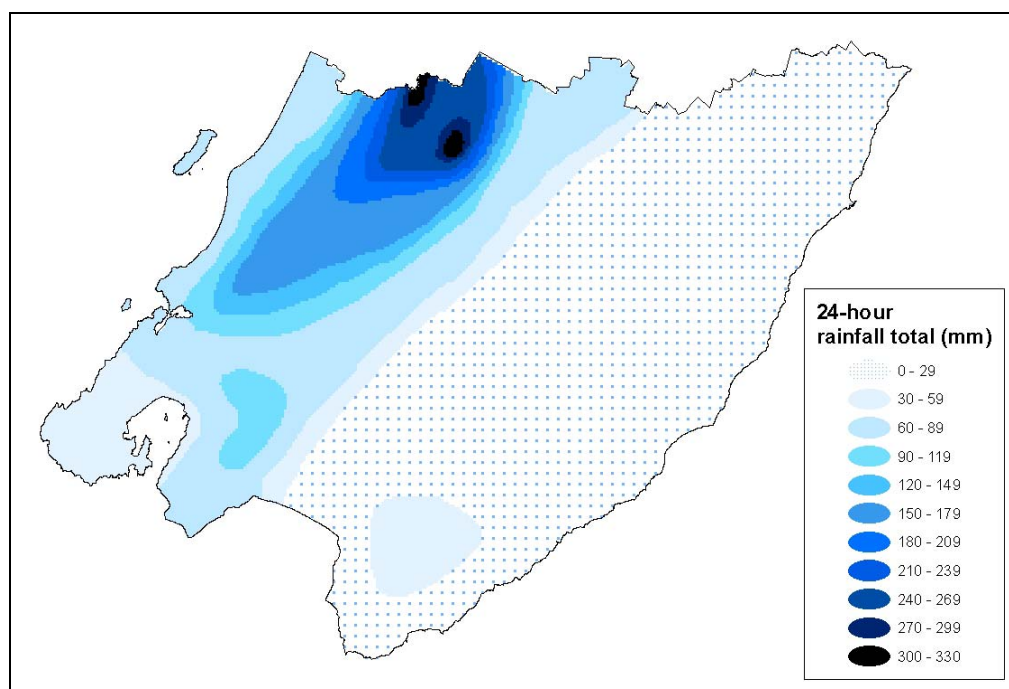 24-hour
rainfall total (mm)
0 - 29
30 - 59
60 - 89
90 - 119
120 - 149
150 - 179
180 - 209
210 - 239
240 - 269
270 - 299
300 - 330